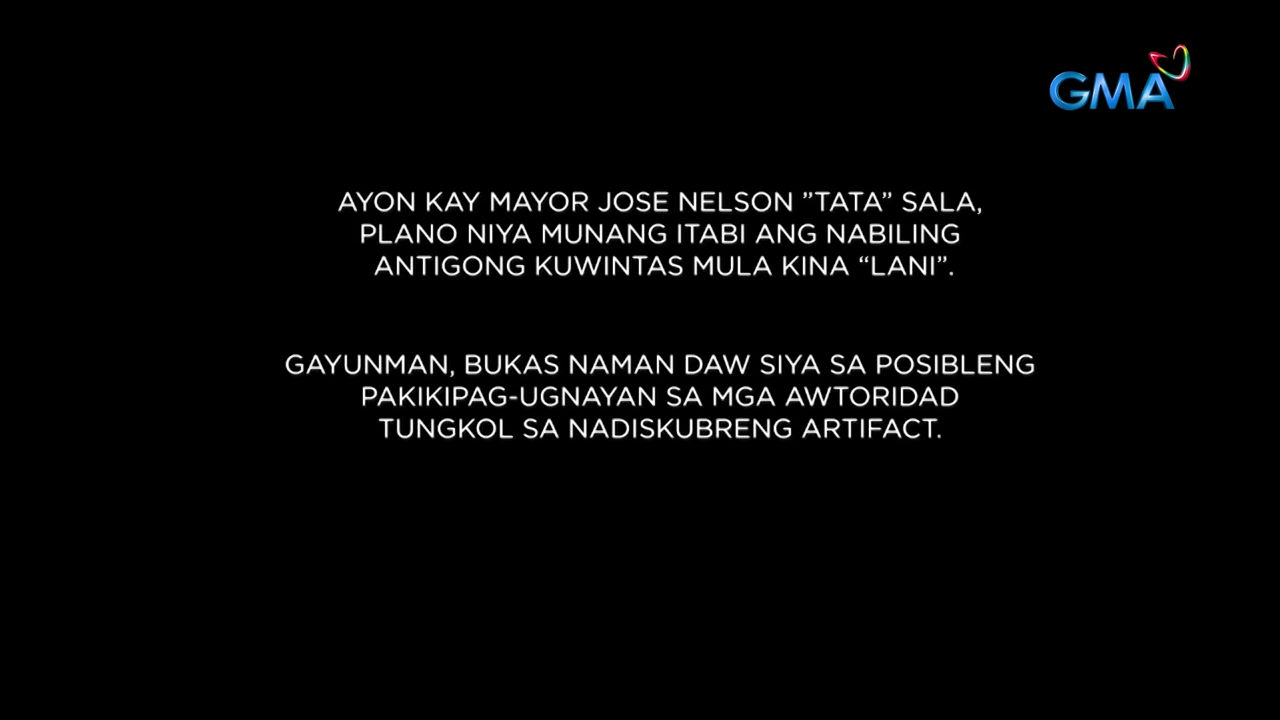 GMA
AYON KAY MAYOR JOSE NELSON ”TATA” SALA,
PLANO NIYA MUNANG ITABI ANG NABILING
ANTIGONG KUWINTAS MULA KINA “LANI”.
GAYUNMAN, BUKAS NAMAN DAW SIYA SA POSIBLENG
PAKIKIPAG-UGNAYAN SA MGA AWTORIDAD
TUNGKOL SA NADISKUBRENG ARTIFACT.